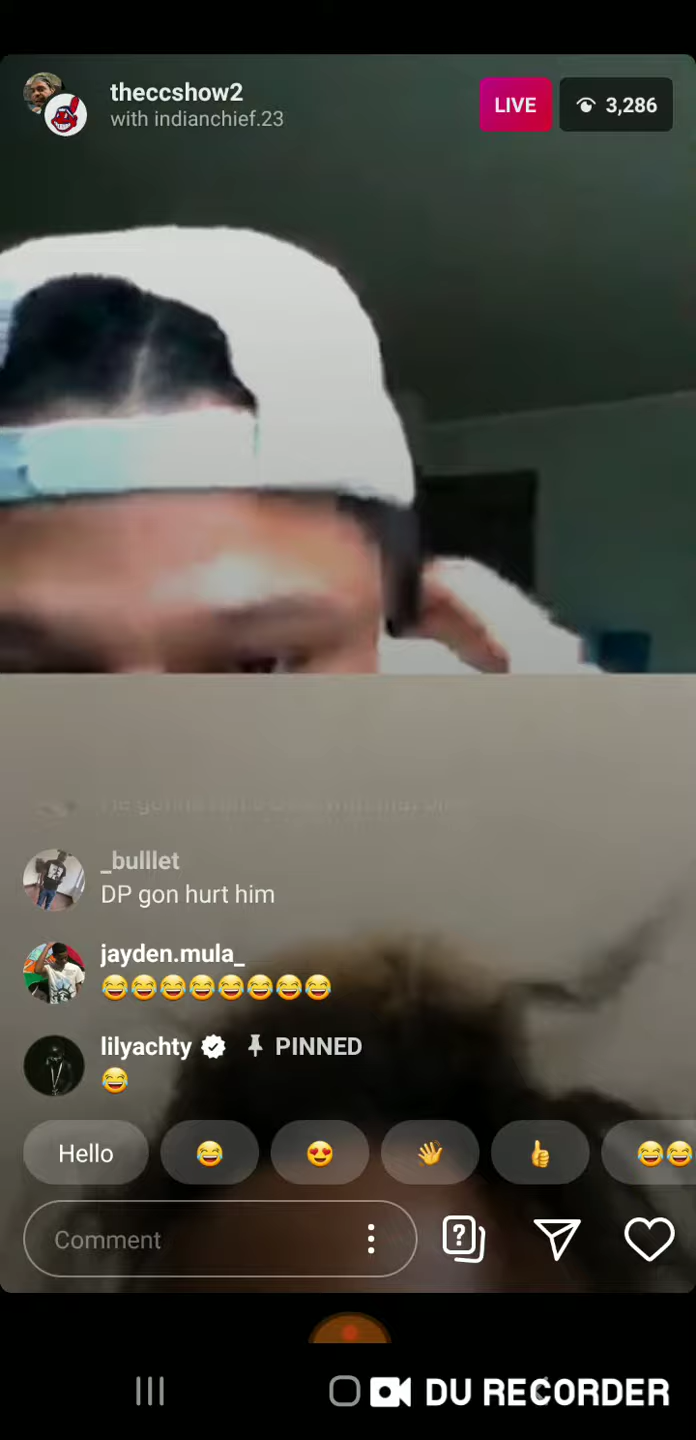 theccshow2
with indianchief.23
LIVE
3,286
_bulllet
DP gon hurt him
jayden.mula_
😂😂😂😂😂😂😂😂
lilyachty PINNED
😂
Hello 😂 😍 👋 👍 😂😂
Comment
DU RECORDER